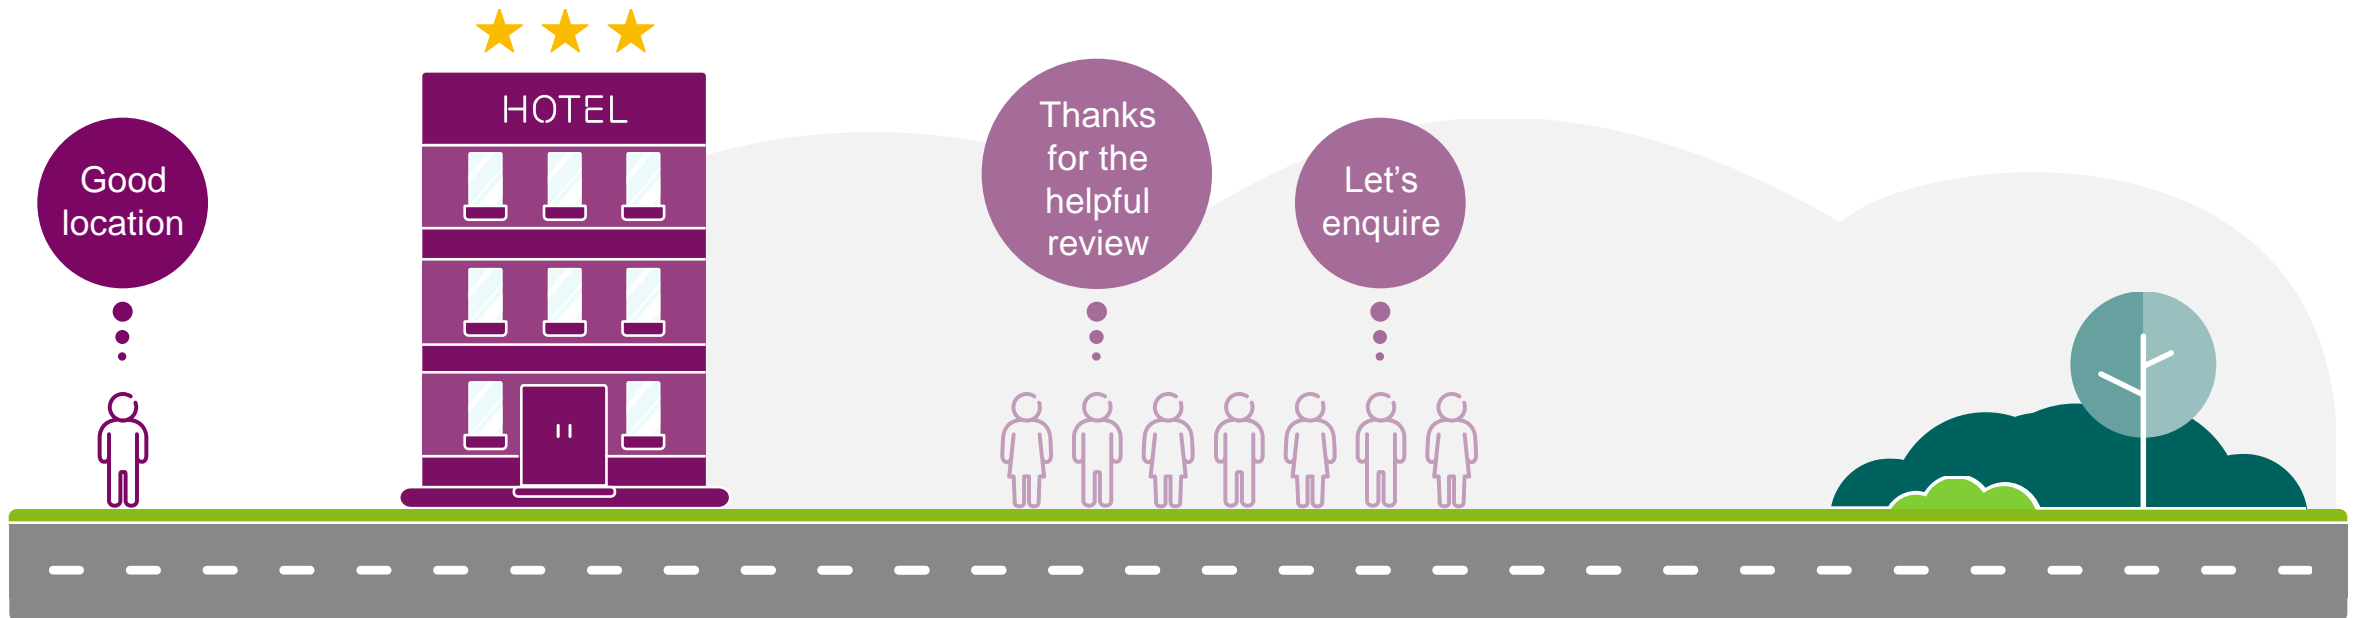 Good
location
HOTEL
Thanks
for the
helpful
review
Let’s
enquire